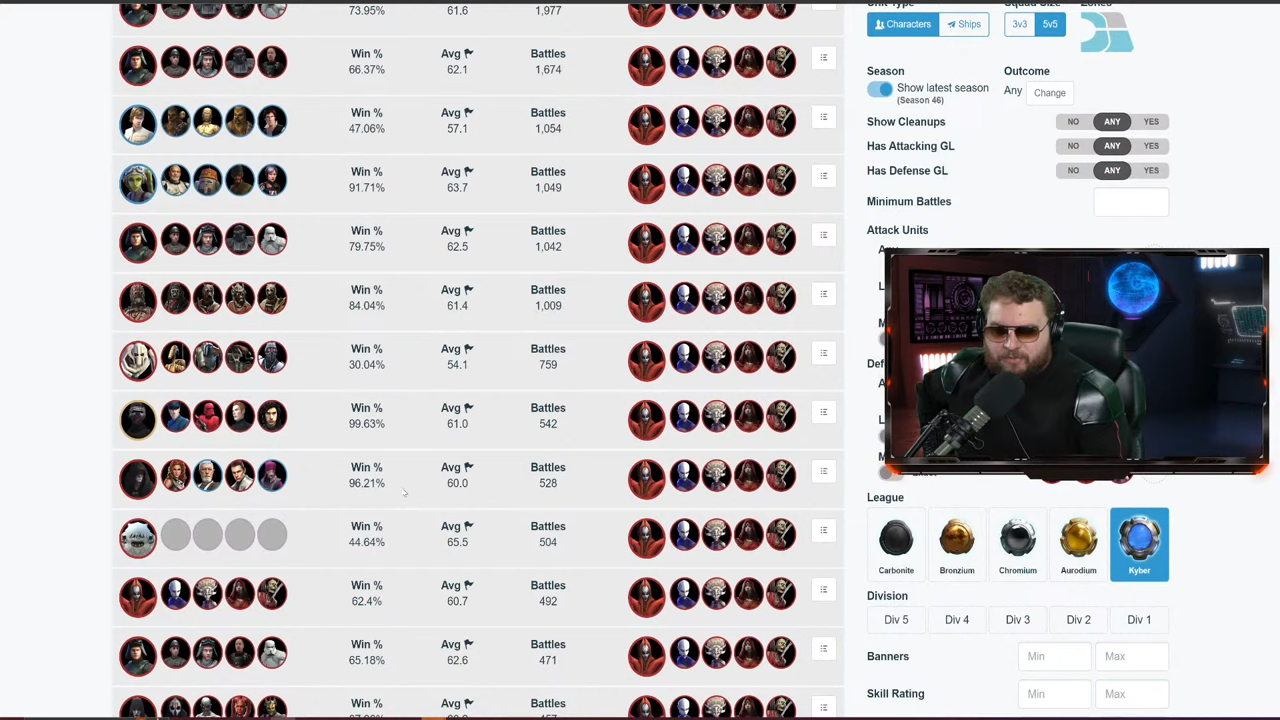 73.95% 61.6 1,977
Win % Avg Battles
66.37% 62.1 1,674
Win % Avg Battles
47.06% 57.1 1,054
Win % Avg Battles
91.71% 63.7 1,049
Win % Avg Battles
79.75% 62.5 1,042
Win % Avg Battles
84.04% 61.4 1,009
Win % Avg Battles
30.04% 54.1 759
Win % Avg Battles
99.63% 61.0 542
Win % Avg Battles
96.21% 60.0
Win % Avg Battles
44.64% 55.5 504
Win % Avg Battles
62.4% 60.7 492
Win % Avg Battles
65.18% 62.6 471
Characters Ships 3v3 5v5
Season Outcome
Show latest season
(Season 46)
Any Change
Show Cleanups NO ANY YES
Has Attacking GL NO ANY YES
Has Defense GL NO ANY YES
Minimum Battles
Attack Units
League
Carbonite Bronzium Chromium Aurodium Kyber
Division
Div 5 Div 4 Div 3 Div 2 Div 1
Banners Min Max
Skill Rating Min Max